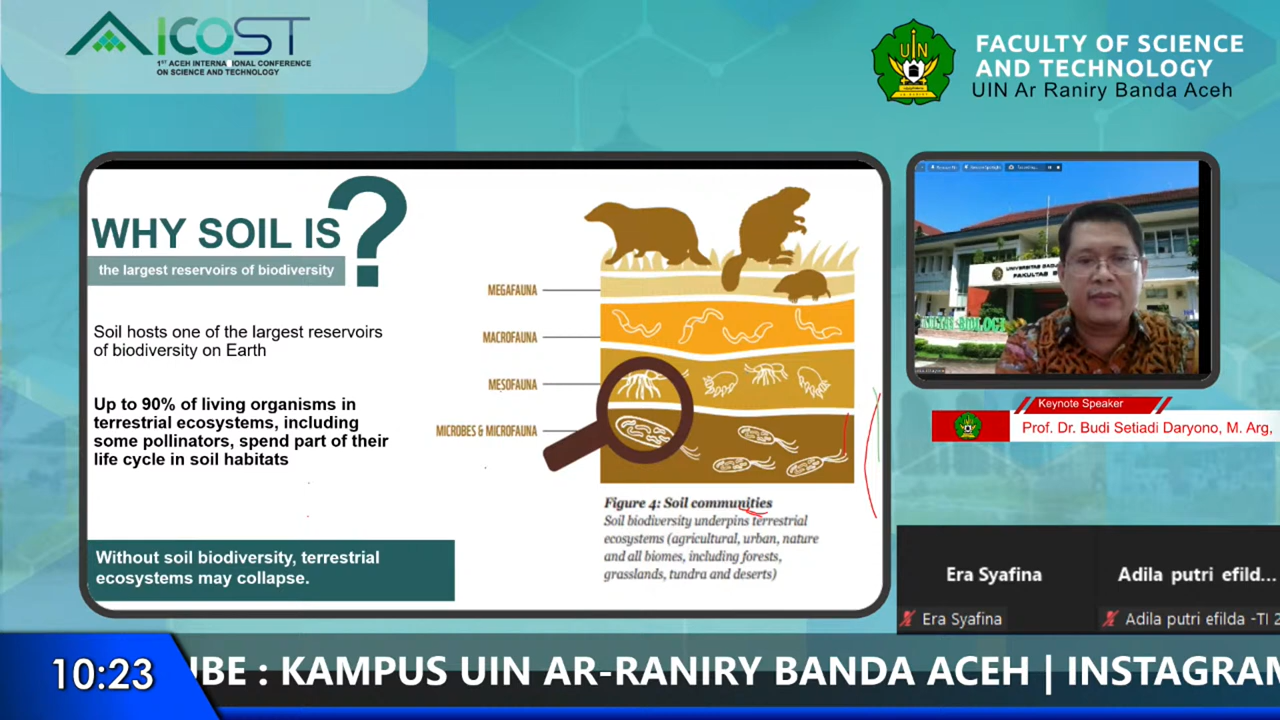 AICOST
1ST ACEH INTERNATIONAL CONFERENCE
ON SCIENCE AND TECHNOLOGY
UIN
FACULTY OF SCIENCE
AND TECHNOLOGY
UIN Ar Raniry Banda Aceh
WHY SOIL IS?
the largest reservoirs of biodiversity
Soil hosts one of the largest reservoirs
of biodiversity on Earth
Up to 90% of living organisms in
terrestrial ecosystems, including
some pollinators, spend part of their
life cycle in soil habitats
Without soil biodiversity, terrestrial
ecosystems may collapse.
MEGAFAUNA
MACROFAUNA
MESOFAUNA
MICROBES & MICROFAUNA
Figure 4: Soil communities
Soil biodiversity underpins terrestrial
ecosystems (agricultural, urban, nature
and all biomes, including forests,
grasslands, tundra and deserts)
Keynote Speaker
Prof. Dr. Budi Setiadi Daryono, M. Arg,
Era Syafina
Adila putri efild...
Era Syafina
Adila putri efilda -TI 2
10:23
UBE : KAMPUS UIN AR-RANIRY BANDA ACEH | INSTAGRAM